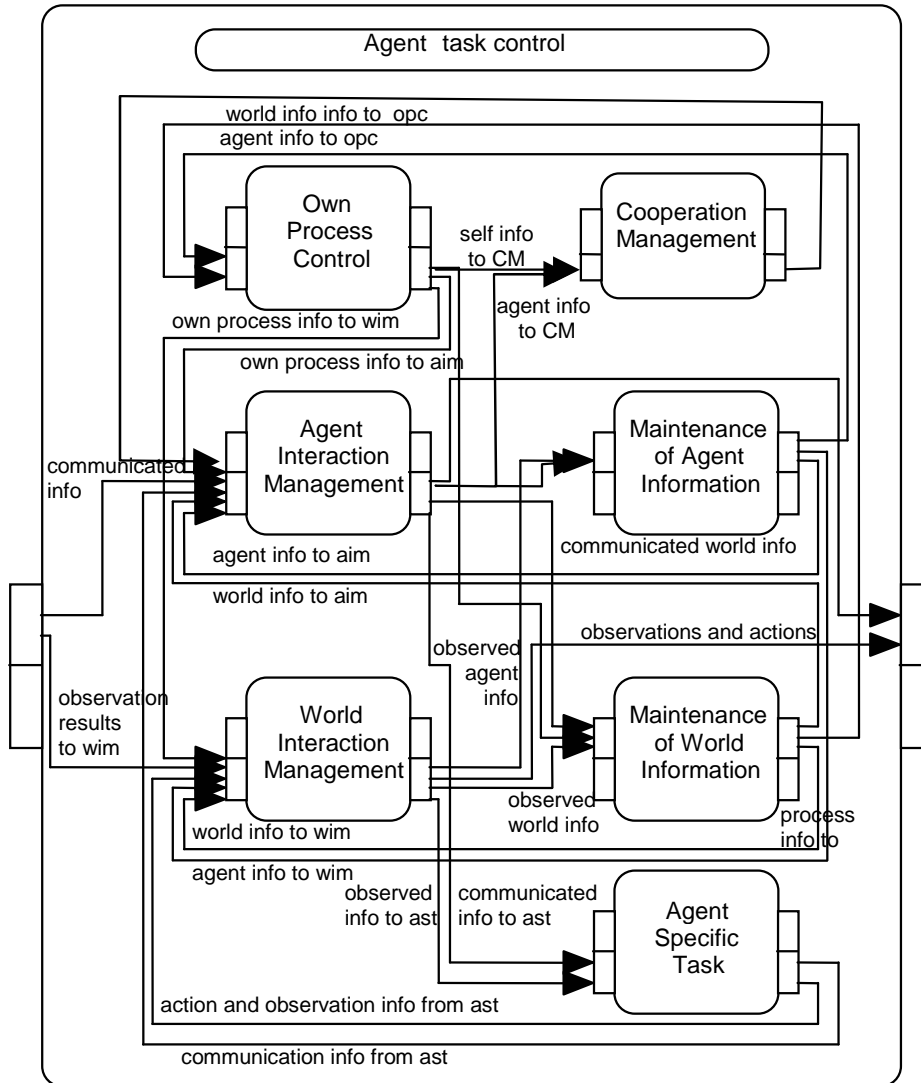 Agent task control
world info info to opc
agent info to opc
Own
Process
Control
Cooperation
Management
self info
to CM
agent info
to CM
own process info to wim
own process info to aim
Agent
Interaction
Management
Maintenance
of Agent
Information
communicated
info
agent info to aim
communicated world info
world info to aim
observations and actions
observed
agent
info
observation
results
to wim
World
Interaction
Management
Maintenance
of World
Information
observed
world info
process
info to
world info to wim
agent info to wim
observed
info to ast
communicated
info to ast
Agent
Specific
Task
action and observation info from ast
communication info from ast